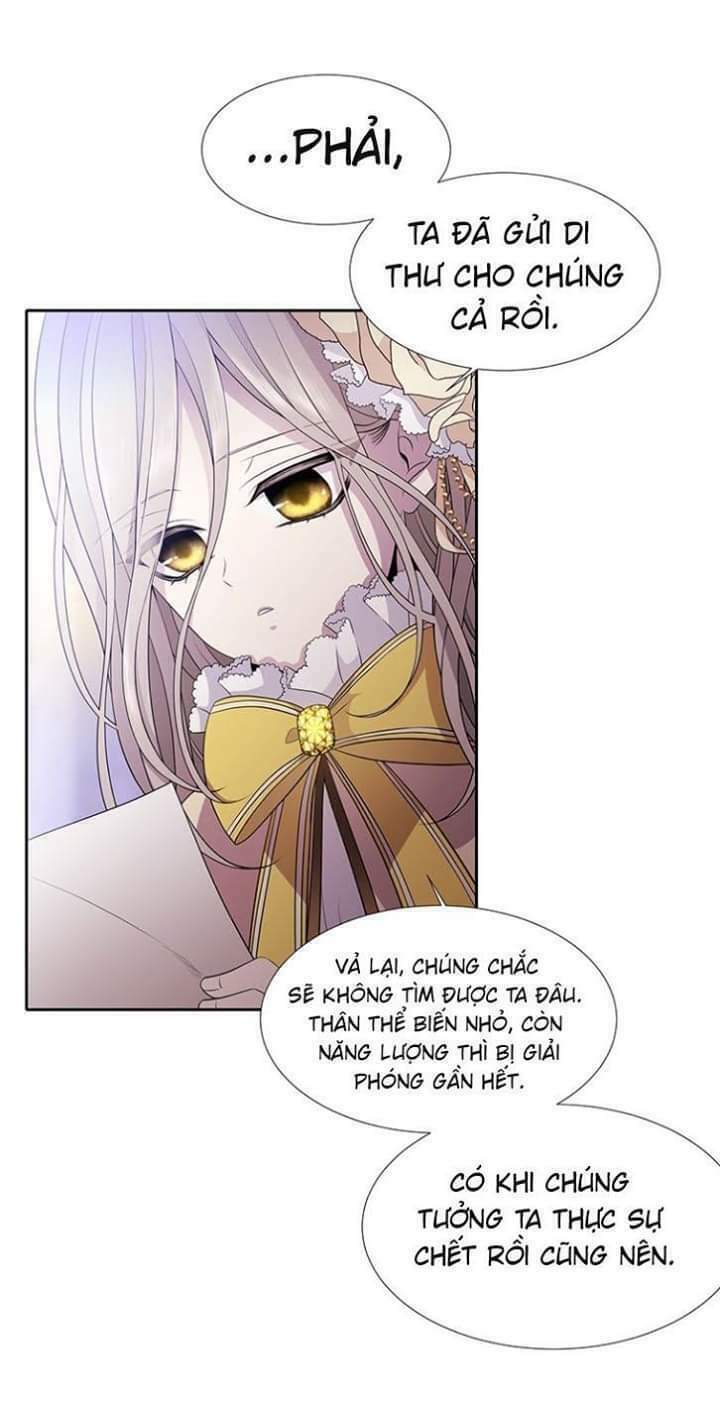 ...PHẢI,
TA ĐÃ GỬI DI
THƯ CHO CHÚNG
CẢ RỒI.
VẢ LẠI, CHÚNG CHẮC
SẼ KHÔNG TÌM ĐƯỢC TA ĐÂU.
THÂN THỂ BIẾN NHỎ, CÒN
NĂNG LƯỢNG THÌ BỊ GIẢI
PHÓNG GẦN HẾT.
CÓ KHI CHÚNG
TƯỞNG TA THỰC SỰ
CHẾT RỒI CŨNG NÊN.